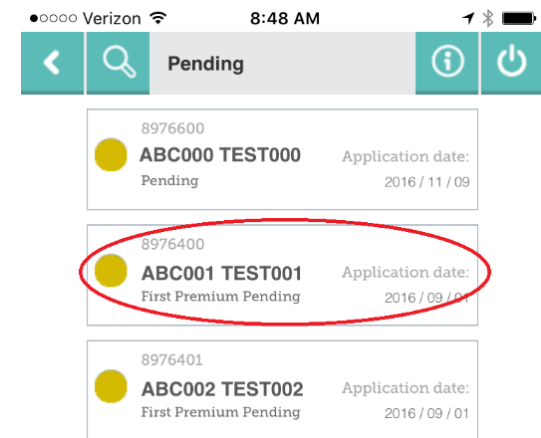 Verizon 8:48 AM
Pending
8976600
ABC000 TEST000 Application date:
Pending 2016 / 11 / 09
8976400
ABC001 TEST001 Application date:
First Premium Pending 2016 / 09 / 01
8976401
ABC002 TEST002 Application date:
First Premium Pending 2016 / 09 / 01